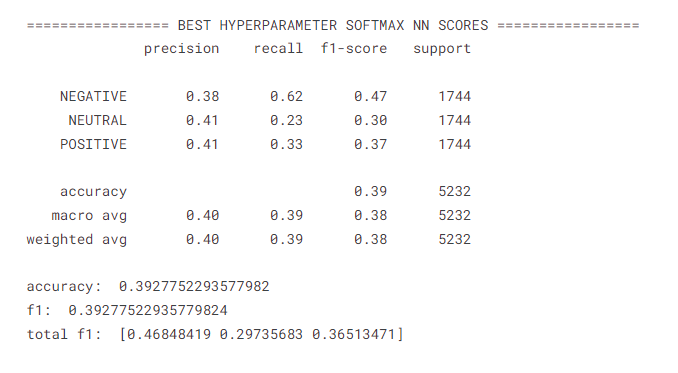 ================= BEST HYPERPARAMETER SOFTMAX NN SCORES =================
precision recall f1-score support
NEGATIVE 0.38 0.62 0.47 1744
NEUTRAL 0.41 0.23 0.30 1744
POSITIVE 0.41 0.33 0.37 1744
accuracy 0.39 5232
macro avg 0.40 0.39 0.38 5232
weighted avg 0.40 0.39 0.38 5232
accuracy: 0.3927752293577982
f1: 0.39277522935779824
total f1: [0.46848419 0.29735683 0.36513471]